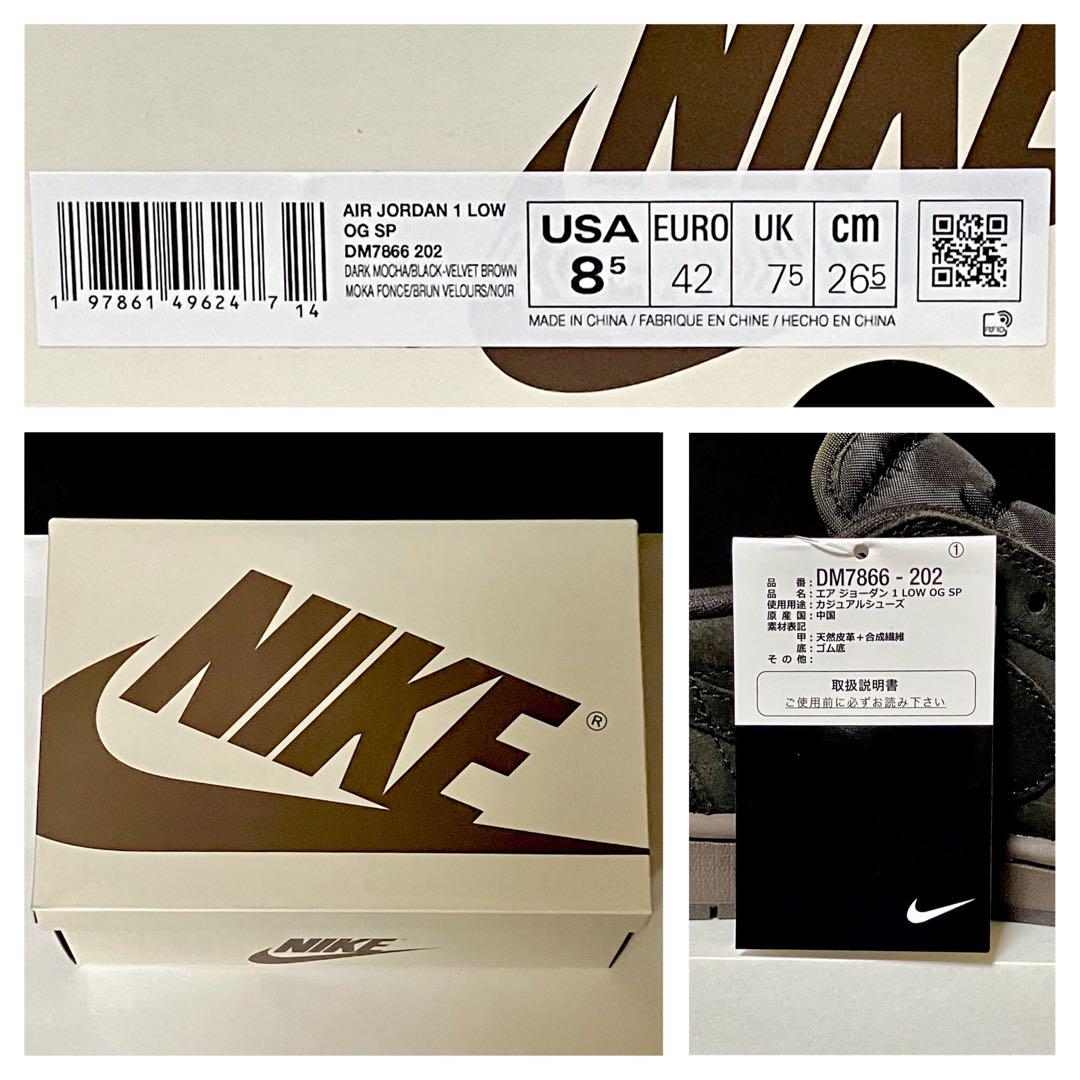 NIKE
AIR JORDAN 1 LOW
OG SP
DM7866 202
DARK MOCHA/BLACK-VELVET BROWN
MOKA FONCE/BRUN VELOURS/NOIR
1 97861 49624 7 14
USA EURO UK cm
8⁵ 42 7⁵ 26⁵
MADE IN CHINA / FABRIQUE EN CHINE / HECHO EN CHINA
RFID
NIKE®
NIKE
①
品 番：DM7866 - 202
品 名：エア ジョーダン 1 LOW OG SP
使用用途：カジュアルシューズ
原 産 国：中国
素材表記
甲：天然皮革＋合成繊維
底：ゴム底
そ の 他：
取扱説明書
ご使用前に必ずお読み下さい